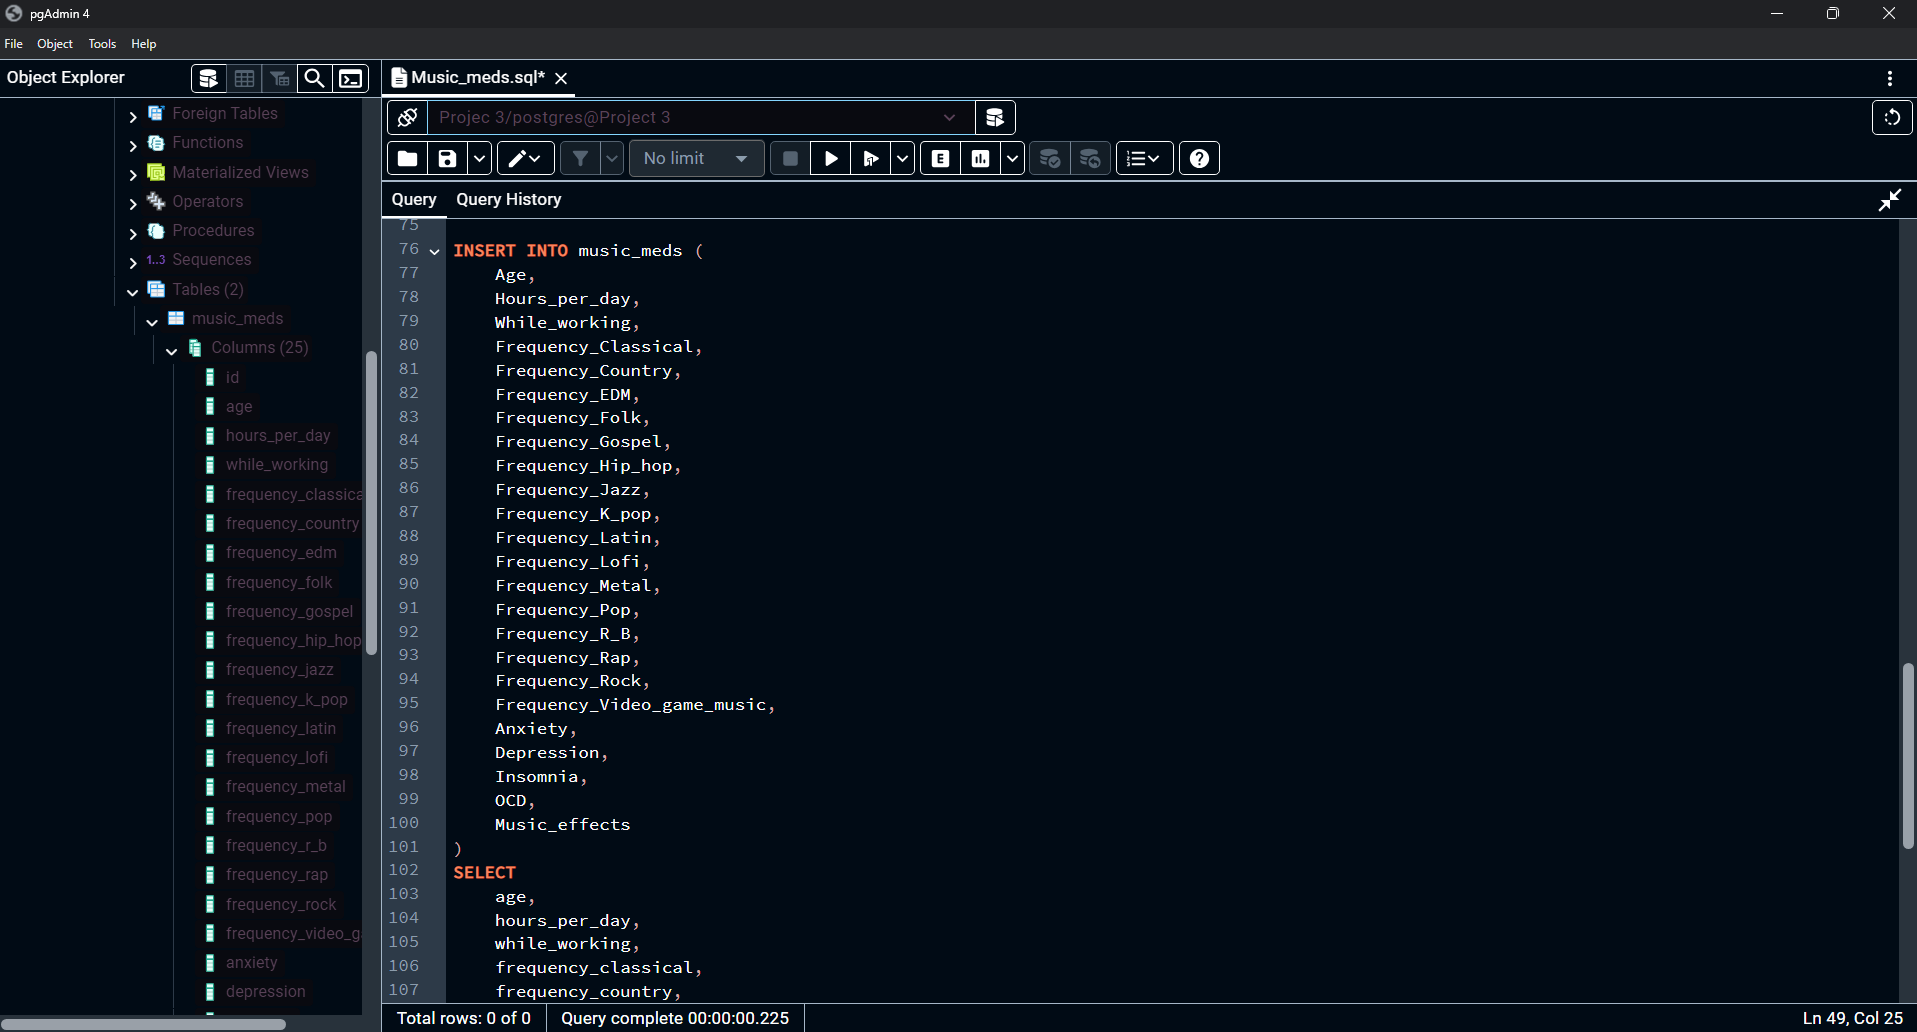 pgAdmin 4
File Object Tools Help
Object Explorer
Music_meds.sql*
Foreign Tables
Functions
Materialized Views
Operators
Procedures
1..3 Sequences
Tables (2)
music_meds
Columns (25)
id
age
hours_per_day
while_working
frequency_classica
frequency_country
frequency_edm
frequency_folk
frequency_gospel
frequency_hip_hop
frequency_jazz
frequency_k_pop
frequency_latin
frequency_lofi
frequency_metal
frequency_pop
frequency_r_b
frequency_rap
frequency_rock
frequency_video_g
anxiety
depression
Projec 3/postgres@Project 3
No limit
E
Query Query History
75
76 INSERT INTO music_meds (
77 Age,
78 Hours_per_day,
79 While_working,
80 Frequency_Classical,
81 Frequency_Country,
82 Frequency_EDM,
83 Frequency_Folk,
84 Frequency_Gospel,
85 Frequency_Hip_hop,
86 Frequency_Jazz,
87 Frequency_K_pop,
88 Frequency_Latin,
89 Frequency_Lofi,
90 Frequency_Metal,
91 Frequency_Pop,
92 Frequency_R_B,
93 Frequency_Rap,
94 Frequency_Rock,
95 Frequency_Video_game_music,
96 Anxiety,
97 Depression,
98 Insomnia,
99 OCD,
100 Music_effects
101 )
102 SELECT
103 age,
104 hours_per_day,
105 while_working,
106 frequency_classical,
107 frequency_country,
Total rows: 0 of 0 Query complete 00:00:00.225 Ln 49, Col 25